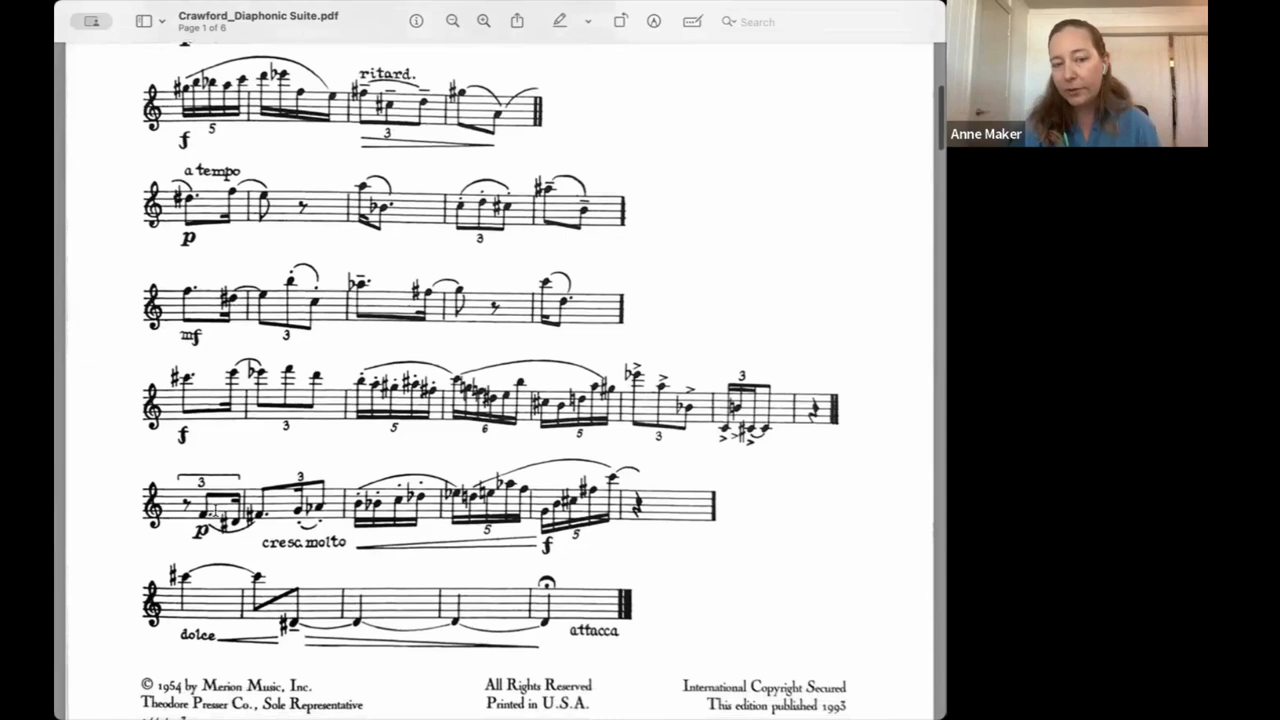 Crawford_Diaphonic Suite.pdf
Page 1 of 6
Search
Anne Maker
ritard.
5
3
f
a tempo
p
3
mf
3
f
3
5
6
5
3
3
3
p
cresc. molto
5
f
5
dolce
attacca
© 1954 by Merion Music, Inc.
Theodore Presser Co., Sole Representative
All Rights Reserved
Printed in U.S.A.
International Copyright Secured
This edition published 1993